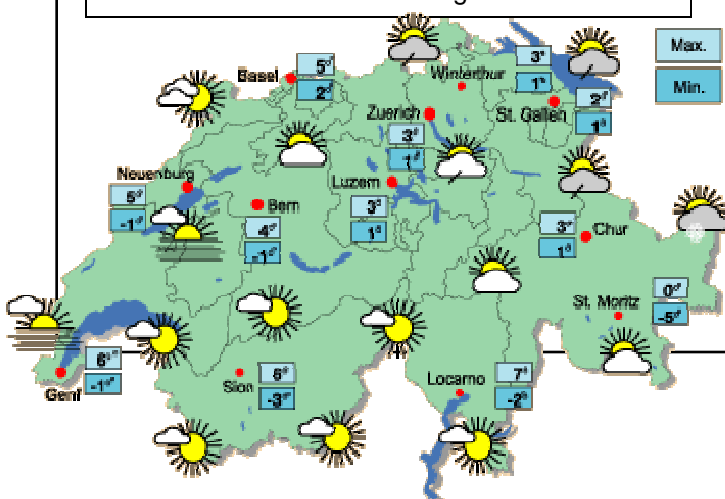 Max.
Min.
Basel
5°
2°
Winterthur
3°
1°
Zuerich
3°
1°
St. Gallen
2°
1°
Neuenburg
5°
-1°
Bern
-4°
-1°
Luzern
3°
1°
Chur
3°
1°
St. Moritz
0°
-5°
Genf
6°
-1°
Sion
6°
-3°
Locarno
7°
-2°